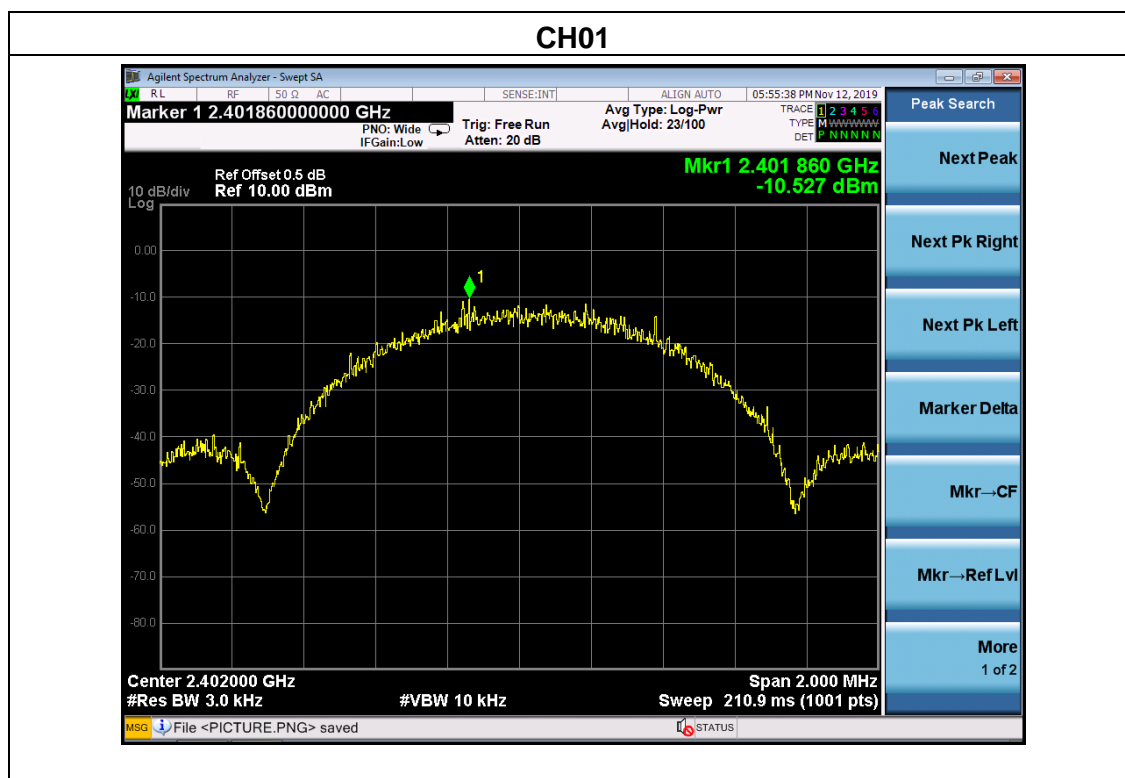 CH01
Agilent Spectrum Analyzer - Swept SA
LXI RL RF 50 Ω AC SENSE:INT ALIGN AUTO 05:55:38 PM Nov 12, 2019
Marker 1 2.401860000000 GHz
PNO: Wide
IFGain:Low
Trig: Free Run
Atten: 20 dB
Avg Type: Log-Pwr
Avg|Hold: 23/100
TRACE 1 2 3 4 5 6
TYPE M WWWWW
DET P N N N N N
Mkr1 2.401 860 GHz
-10.527 dBm
Ref Offset 0.5 dB
10 dB/div Ref 10.00 dBm
Log
0.00
-10.0
-20.0
-30.0
-40.0
-50.0
-60.0
-70.0
-80.0
1
Center 2.402000 GHz Span 2.000 MHz
#Res BW 3.0 kHz #VBW 10 kHz Sweep 210.9 ms (1001 pts)
MSG File <PICTURE.PNG> saved STATUS
Peak Search
Next Peak
Next Pk Right
Next Pk Left
Marker Delta
Mkr→CF
Mkr→Ref Lvl
More
1 of 2